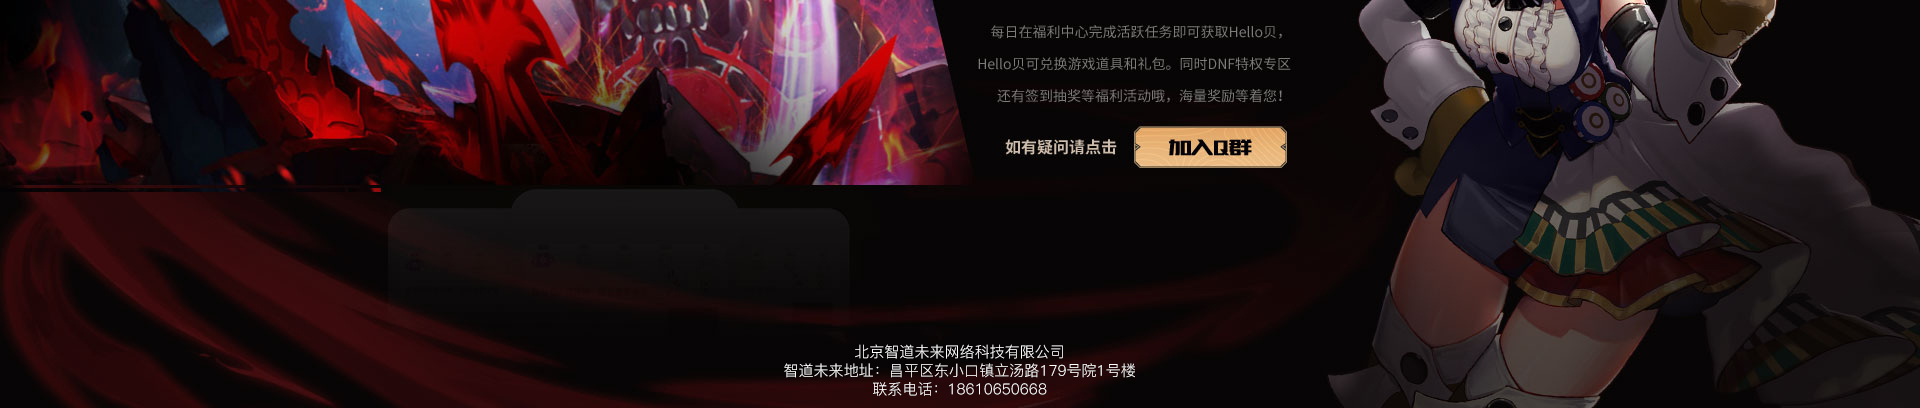 每日在福利中心完成活跃任务即可获取Hello贝，
Hello贝可兑换游戏道具和礼包。同时DNF特权专区
还有签到抽奖等福利活动哦，海量奖励等着您！
如有疑问请点击
加入Q群
北京智道未来网络科技有限公司
智道未来地址：昌平区东小口镇立汤路179号院1号楼
联系电话：18610650668